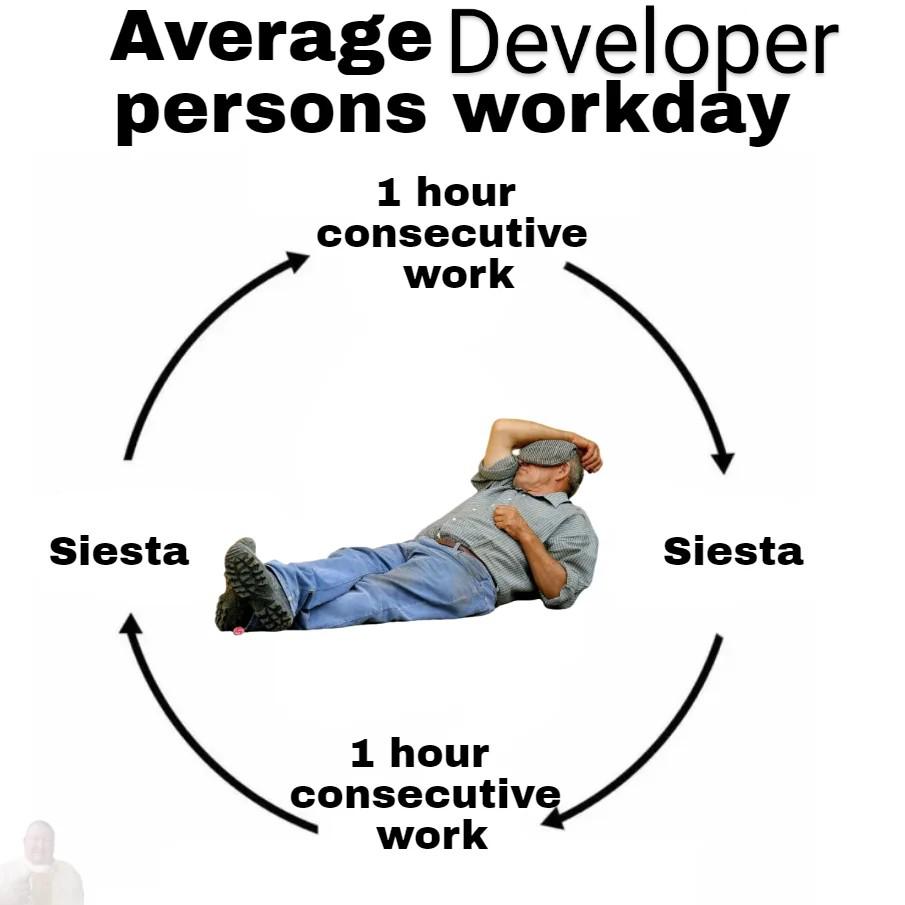 Average Developer
persons workday
1 hour
consecutive
work
Siesta
Siesta
1 hour
consecutive
work